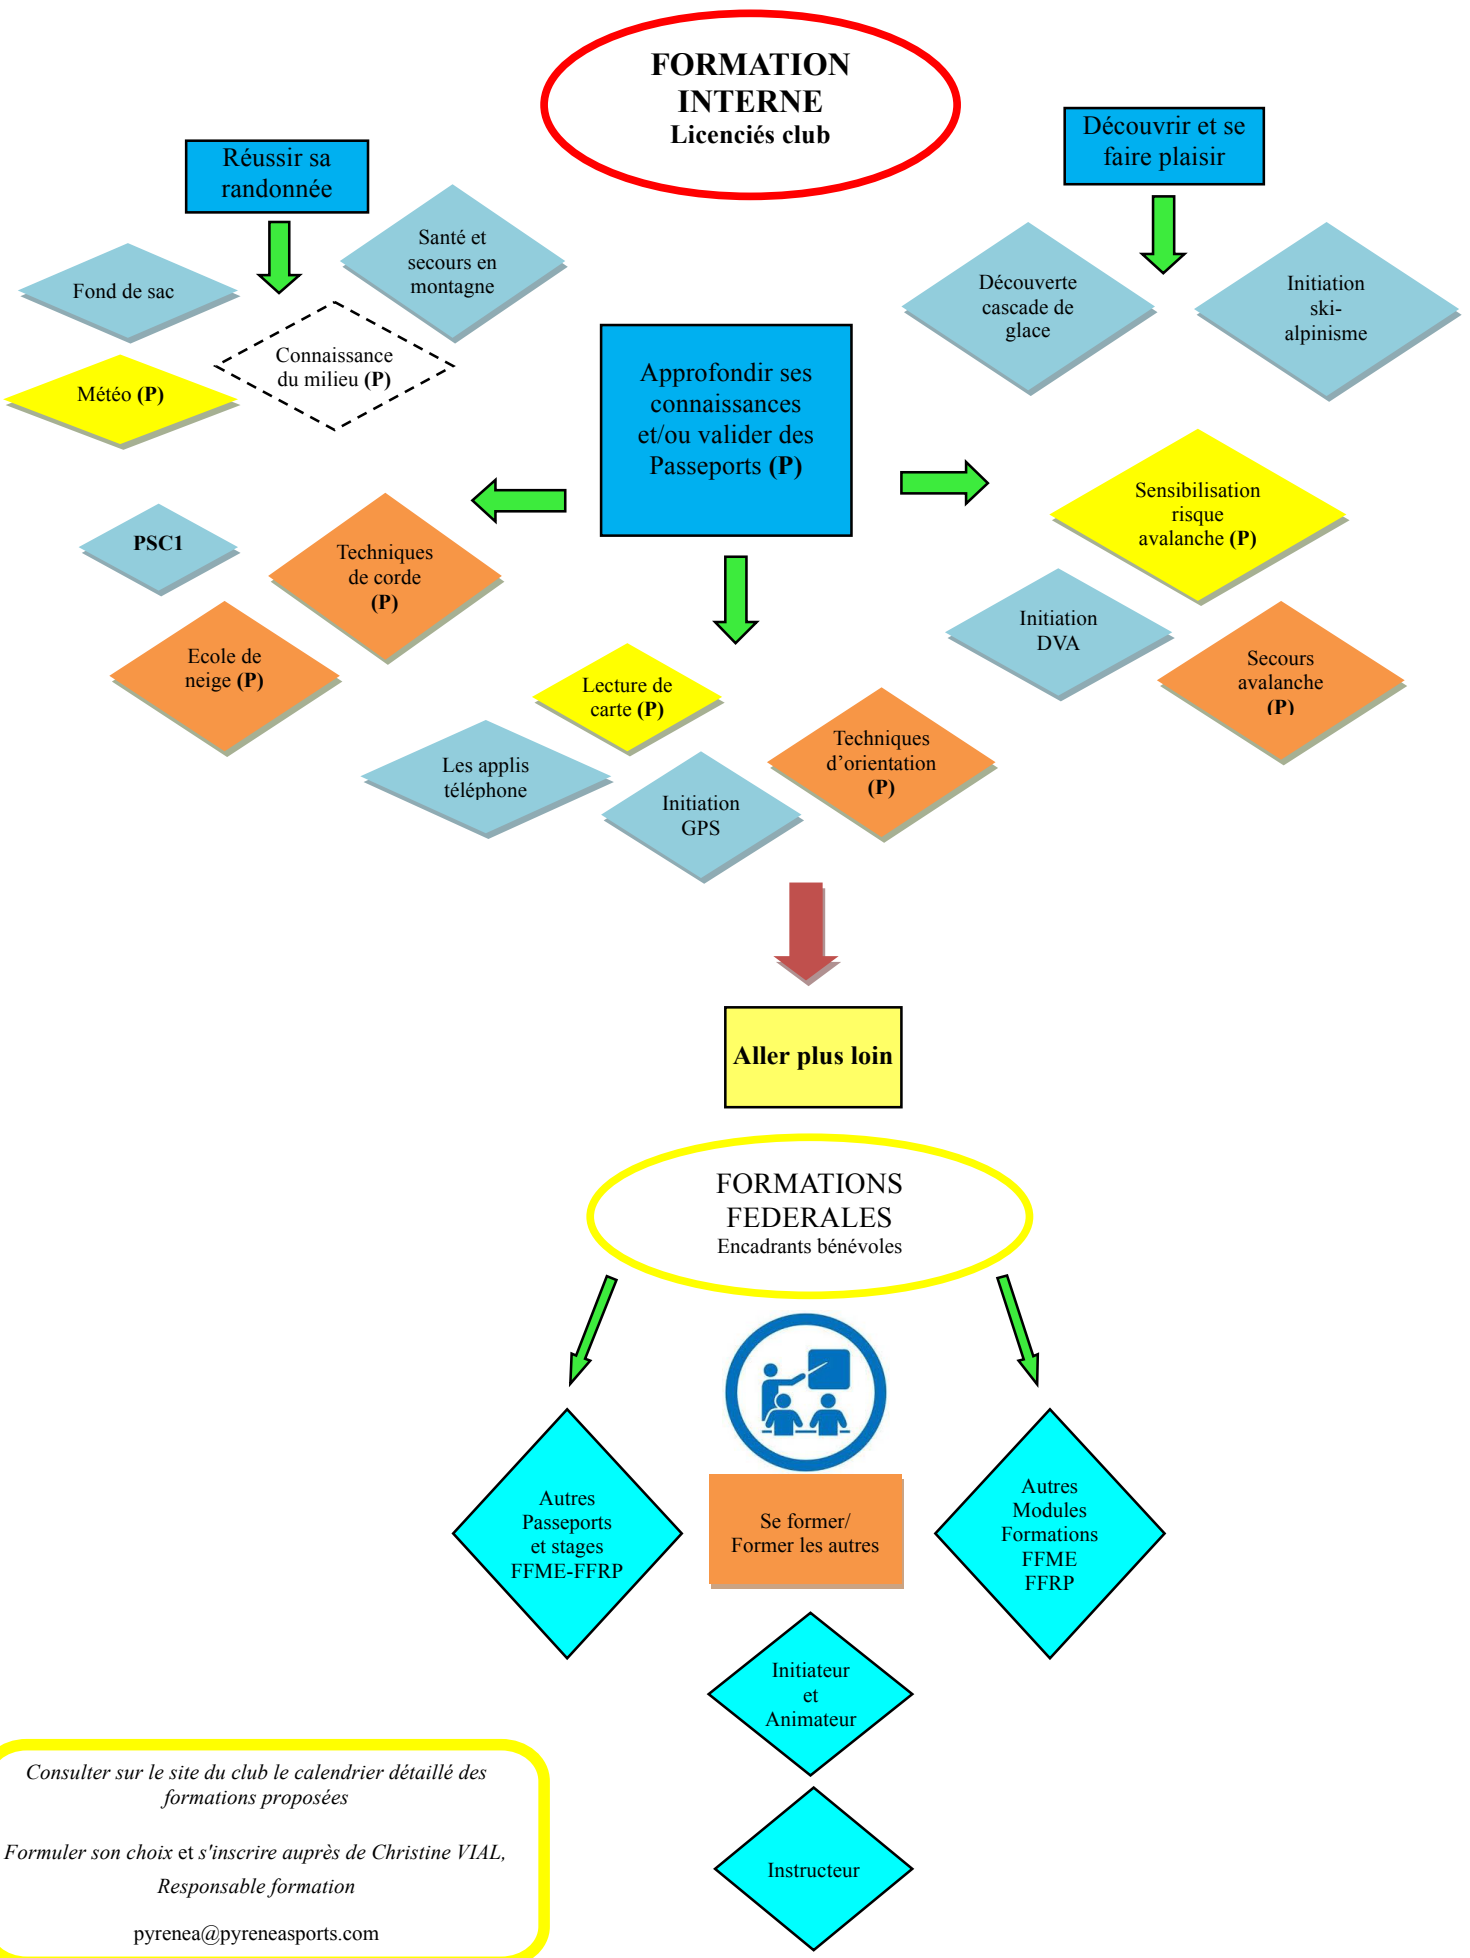 FORMATION
INTERNE
Licenciés club
Réussir sa
randonnée
Découvrir et se
faire plaisir
Fond de sac
Santé et
secours en
montagne
Météo (P)
Connaissance
du milieu (P)
Découverte
cascade de
glace
Initiation
ski-
alpinisme
Approfondir ses
connaissances
et/ou valider des
Passeports (P)
PSC1
Techniques
de corde
(P)
Ecole de
neige (P)
Sensibilisation
risque
avalanche (P)
Initiation
DVA
Secours
avalanche
(P)
Lecture de
carte (P)
Les applis
téléphone
Initiation
GPS
Techniques
d’orientation
(P)
Aller plus loin
FORMATIONS
FEDERALES
Encadrants bénévoles
Autres
Passeports
et stages
FFME-FFRP
Se former/
Former les autres
Autres
Modules
Formations
FFME
FFRP
Initiateur
et
Animateur
Instructeur
Consulter sur le site du club le calendrier détaillé des
formations proposées
Formuler son choix et s'inscrire auprès de Christine VIAL,
Responsable formation
pyrenea@pyreneasports.com